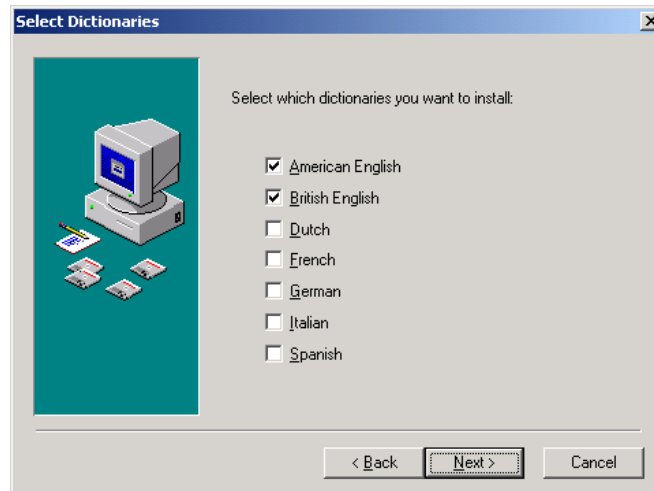 Select Dictionaries
Select which dictionaries you want to install:
American English
British English
Dutch
French
German
Italian
Spanish
< Back
Next >
Cancel